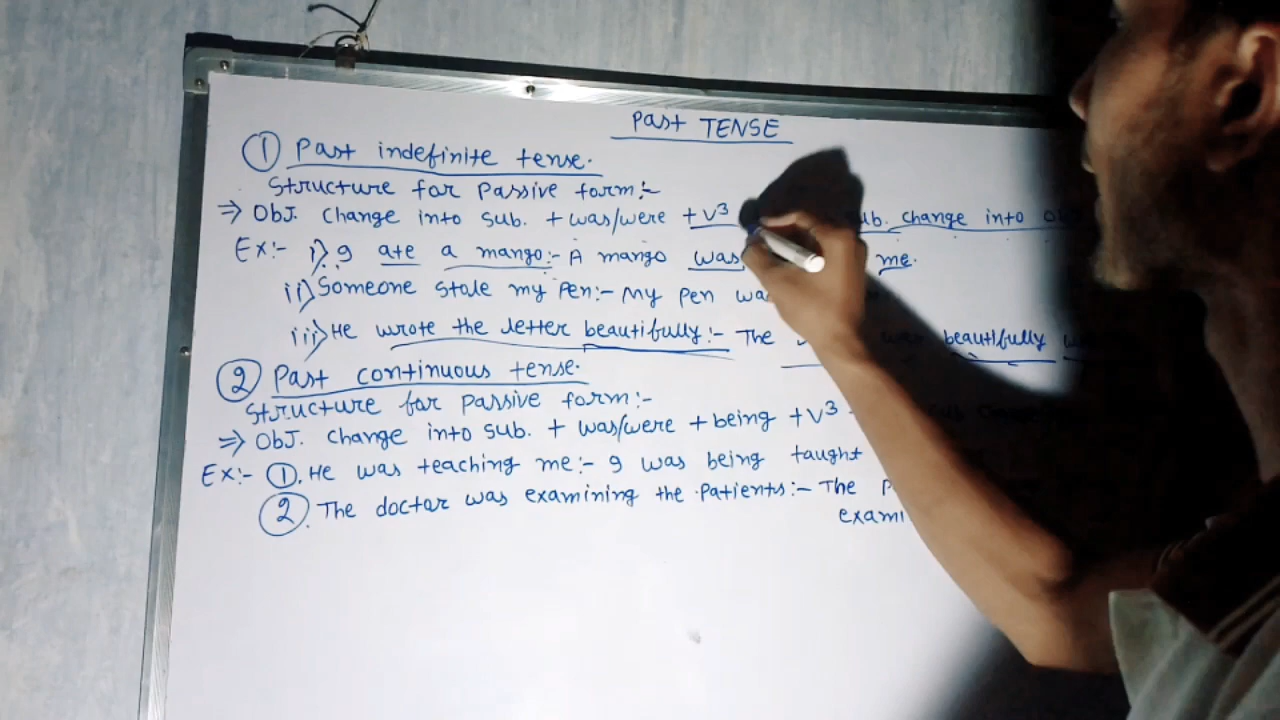 Past TENSE
① Past indefinite tense.
Structure for Passive form:-
⇒ Obj. change into sub. + was/were + V³ sub. change into
Ex:- i) I ate a mango:- A mango was me.
ii) Someone stole my pen:- My pen
iii) He wrote the letter beautifully:- The beautifully
② Past continuous tense.
Structure for Passive form:-
⇒ Obj. change into sub. + was/were + being + V³
Ex:- ①. He was teaching me:- I was being taught
②. The doctor was examining the patients:- The